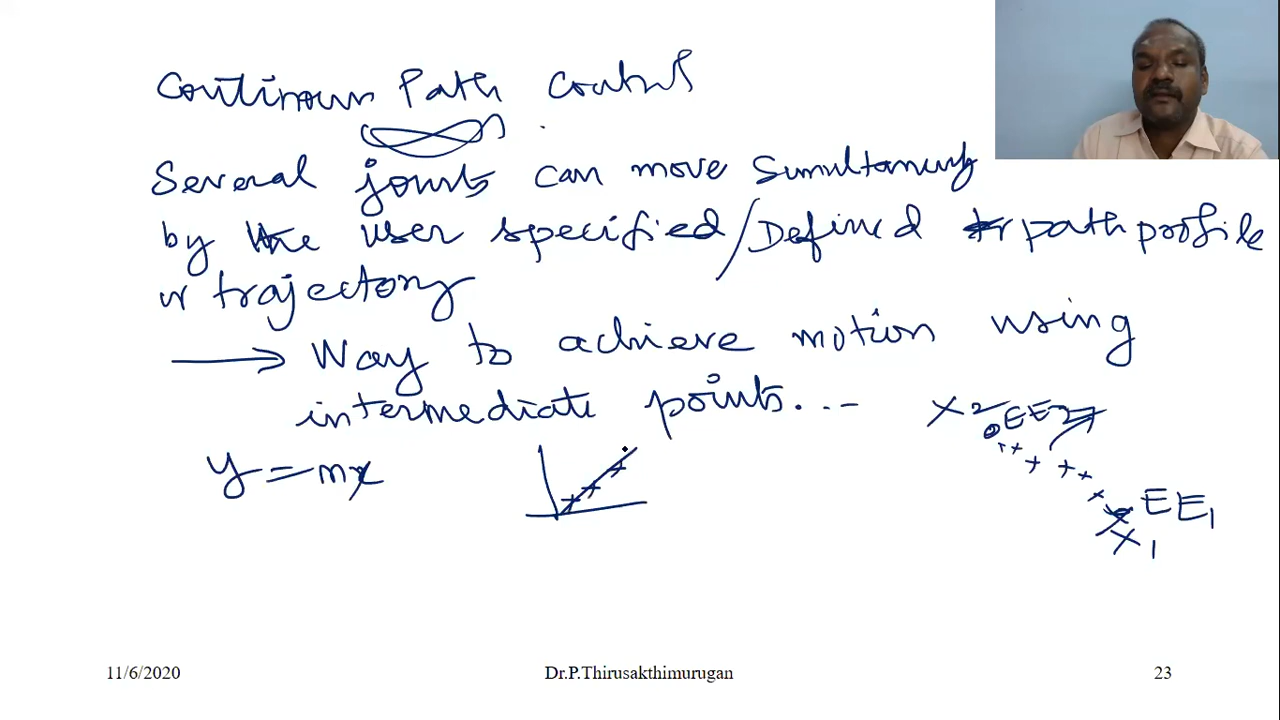 Continuous Path Control
Several joints can move Simultaneously
by the user specified/Defined path profile
or trajectory
→ Way to achieve motion using
intermediate points...
X2 EE2
y = mx
EE1
X1
11/6/2020
Dr.P.Thirusakthimurugan
23